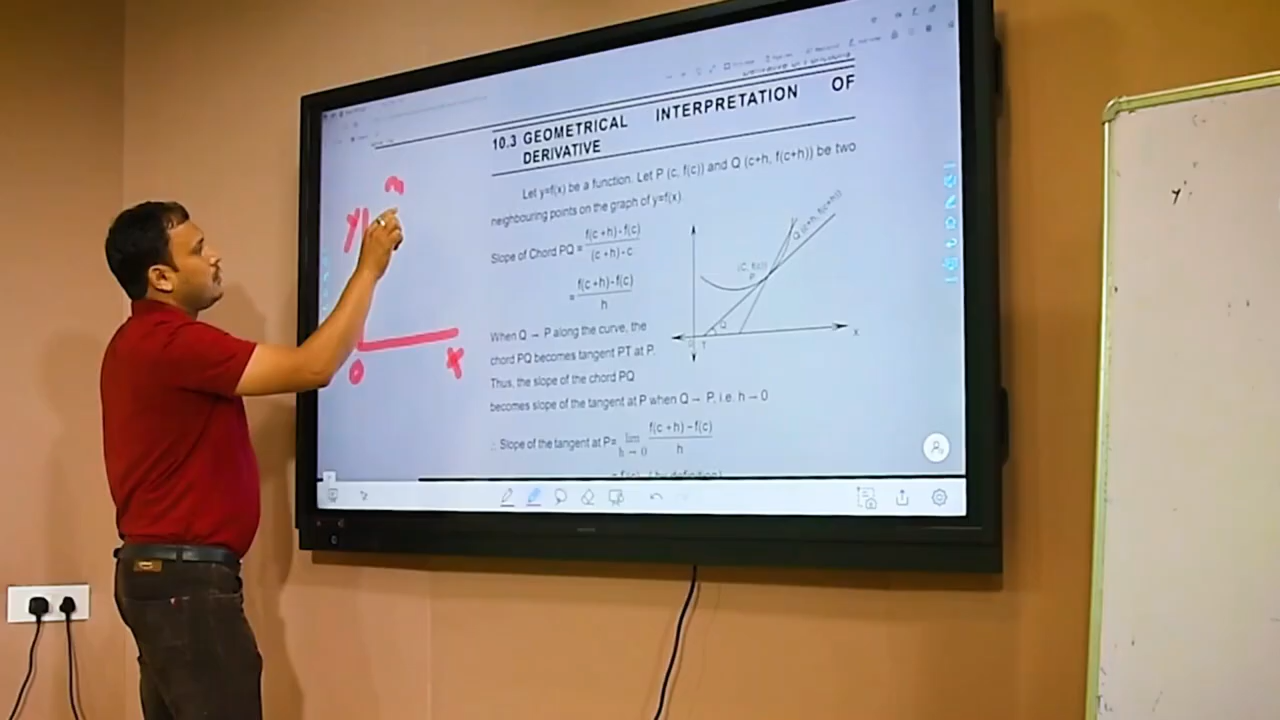 10.3 GEOMETRICAL INTERPRETATION OF
DERIVATIVE
Let y=f(x) be a function. Let P (c, f(c)) and Q (c+h, f(c+h)) be two
neighbouring points on the graph of y=f(x)
Slope of Chord PQ = f(c+h)-f(c)
(c+h)-c
= f(c+h)-f(c)
h
When Q → P along the curve, the
chord PQ becomes tangent PT at P.
Thus, the slope of the chord PQ
becomes slope of the tangent at P when Q → P, i.e. h → 0
∴ Slope of the tangent at P= lim f(c+h)-f(c)
h → 0 h
Q (c+h, f(c+h))
(C, f(c))
P
Q
T
X
y
0
x
y'